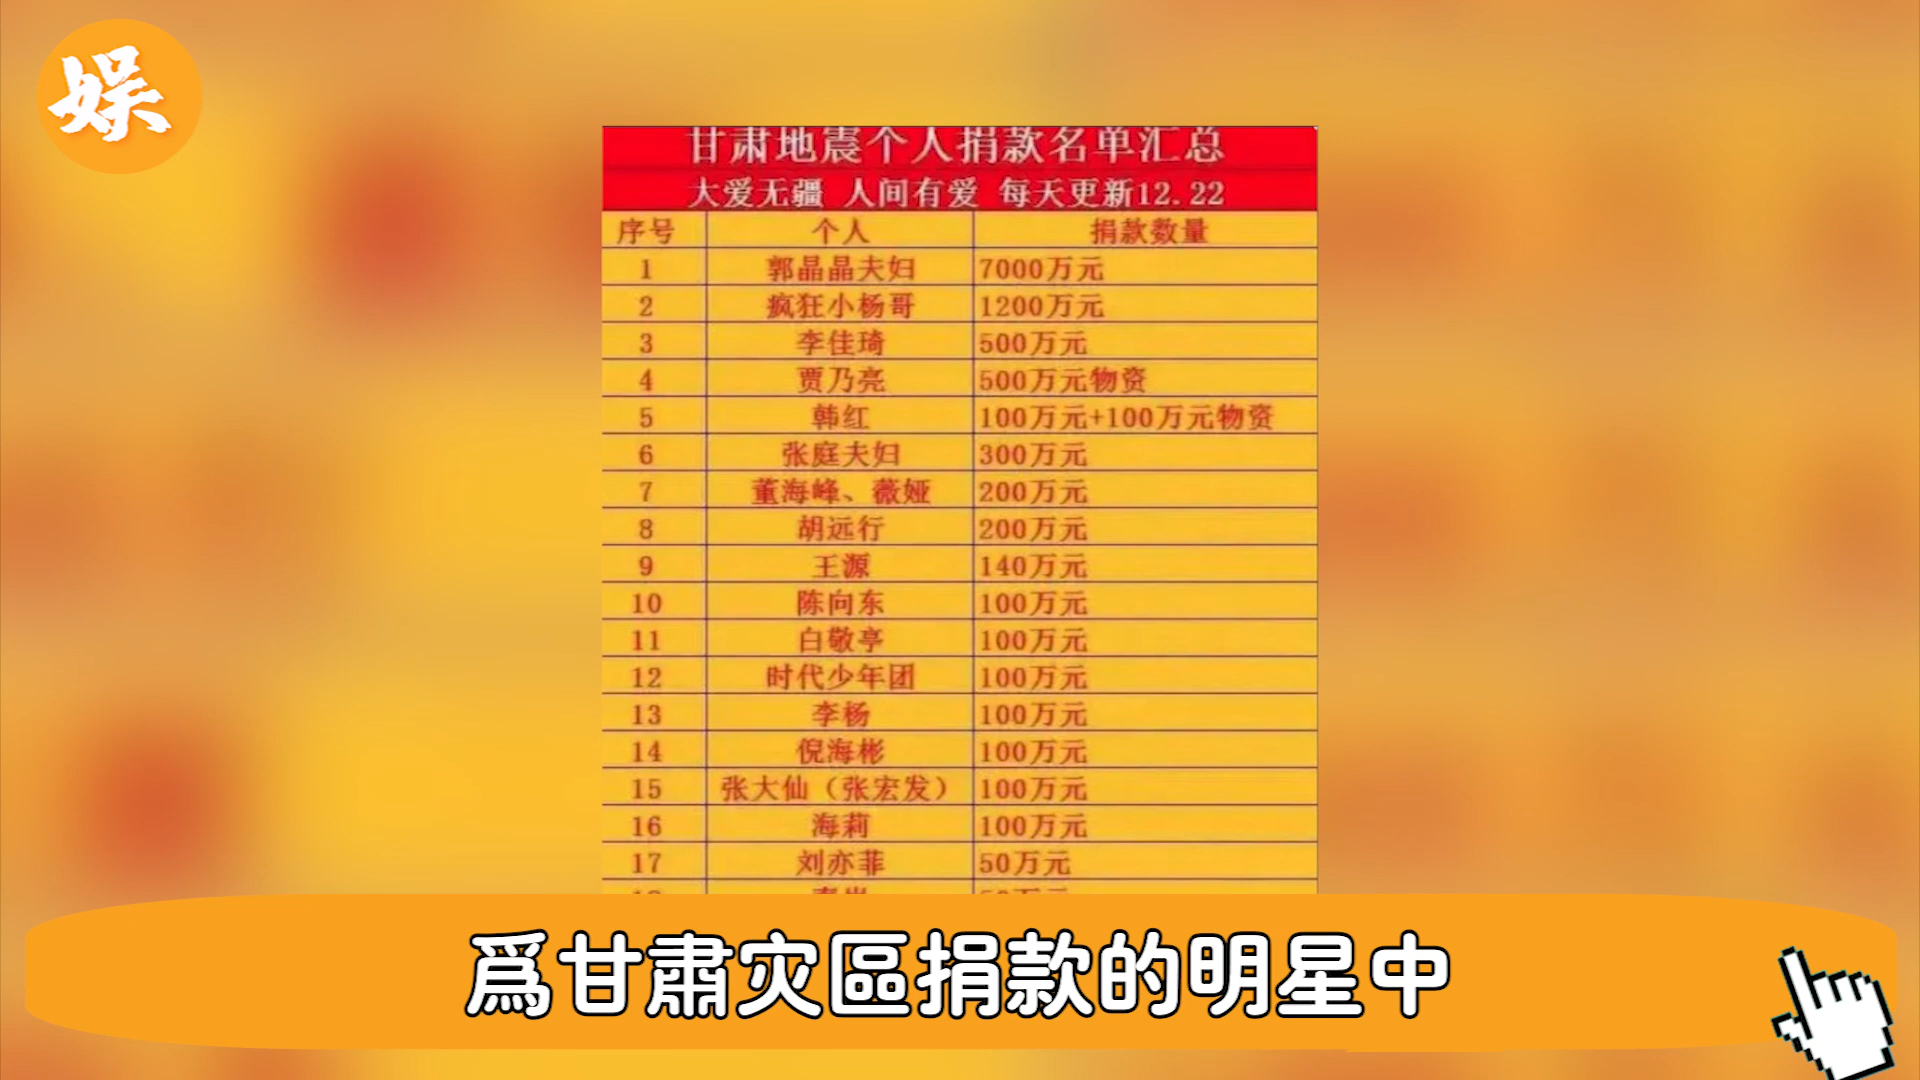 娱
甘肃地震个人捐款名单汇总
大爱无疆 人间有爱 每天更新12.22
序号 个人 捐款数量
1 郭晶晶夫妇 7000万元
2 疯狂小杨哥 1200万元
3 李佳琦 500万元
4 贾乃亮 500万元物资
5 韩红 100万元+100万元物资
6 张庭夫妇 300万元
7 董海峰、薇娅 200万元
8 胡远行 200万元
9 王源 140万元
10 陈向东 100万元
11 白敬亭 100万元
12 时代少年团 100万元
13 李杨 100万元
14 倪海彬 100万元
15 张大仙（张宏发） 100万元
16 海莉 100万元
17 刘亦菲 50万元
爲甘肅灾區捐款的明星中